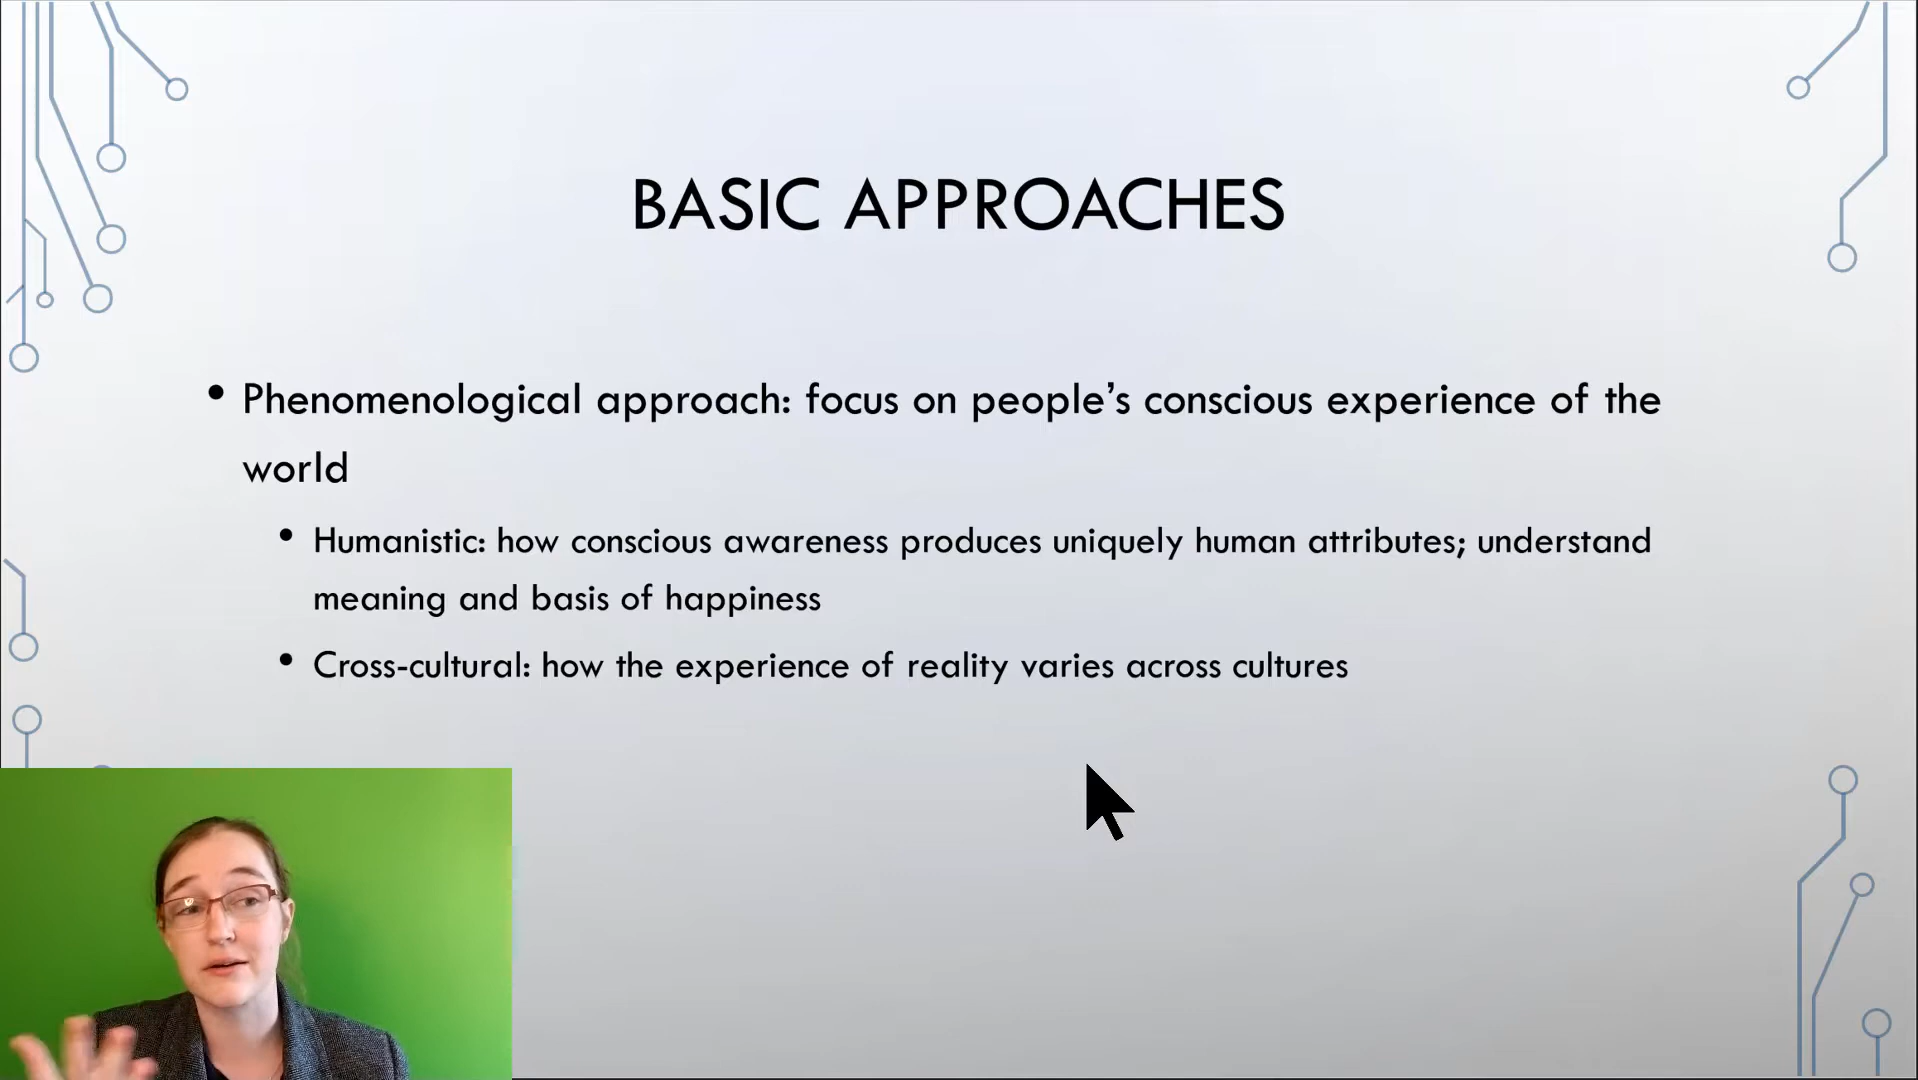 BASIC APPROACHES
• Phenomenological approach: focus on people’s conscious experience of the
world
• Humanistic: how conscious awareness produces uniquely human attributes; understand
meaning and basis of happiness
• Cross-cultural: how the experience of reality varies across cultures